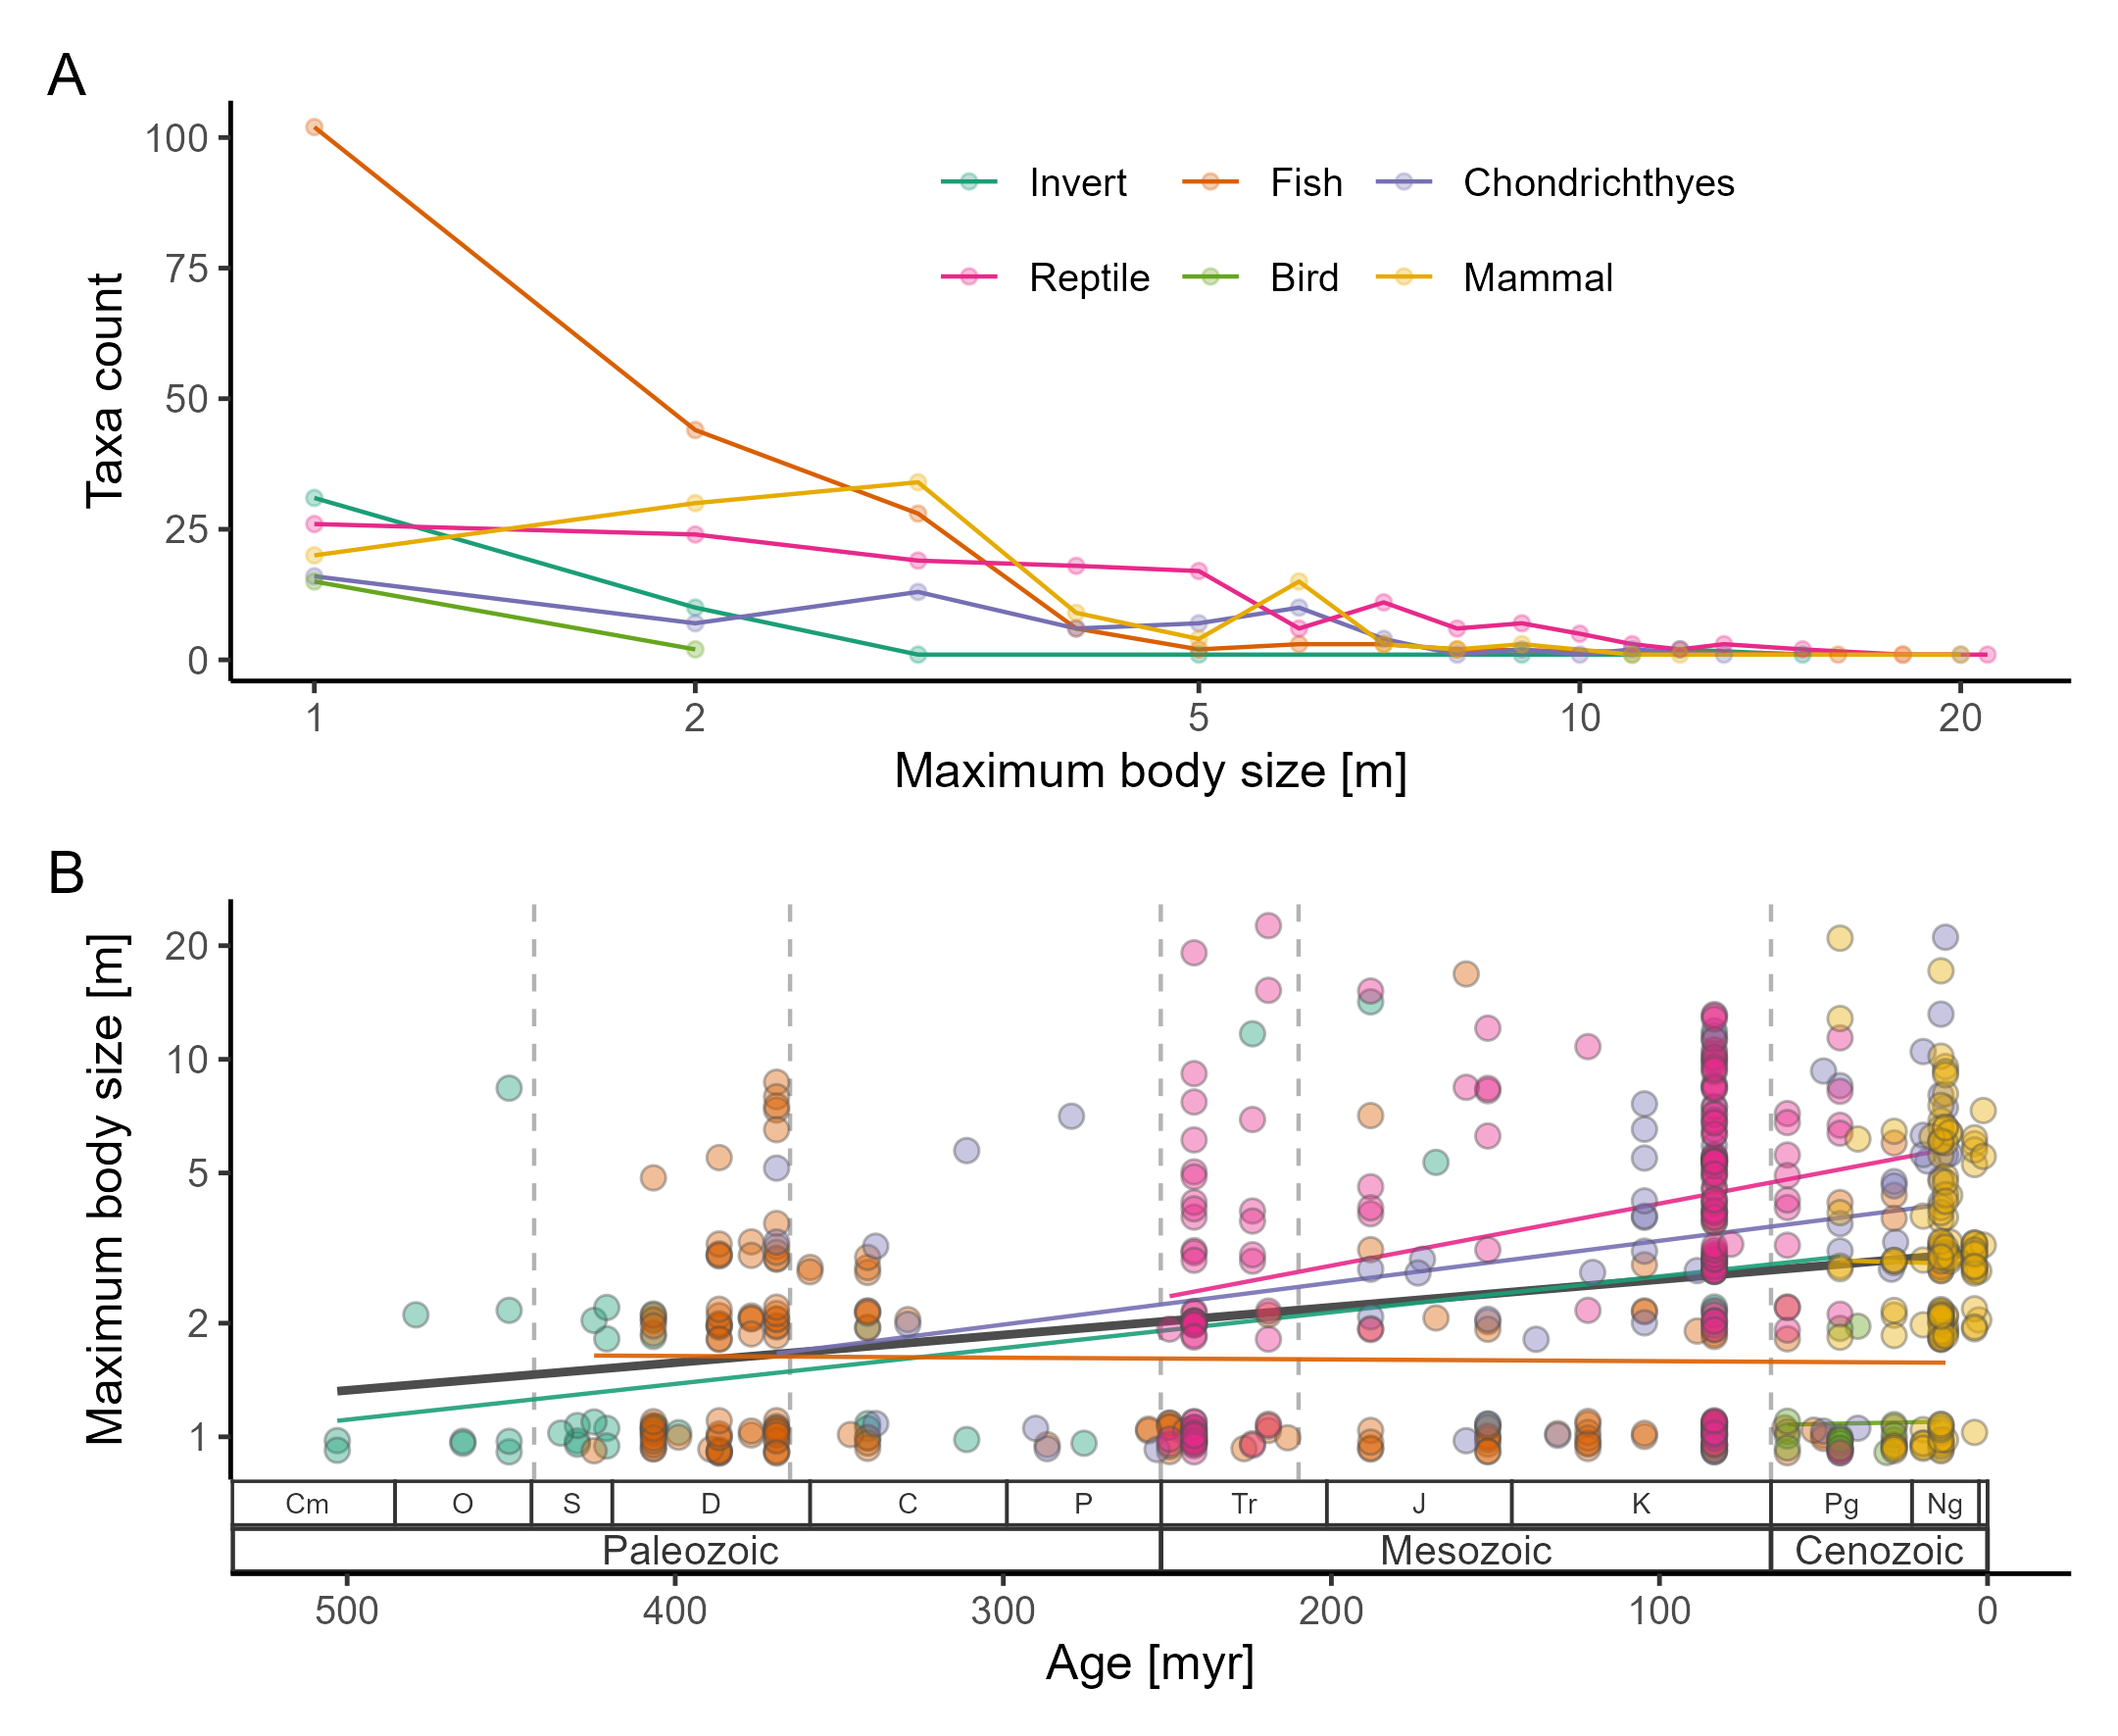 A
100
75
50
25
0
Taxa count
Invert Fish Chondrichthyes
Reptile Bird Mammal
1 2 5 10 20
Maximum body size [m]
B
20
10
5
2
1
Maximum body size [m]
Cm O S D C P Tr J K Pg Ng
Paleozoic Mesozoic Cenozoic
500 400 300 200 100 0
Age [myr]